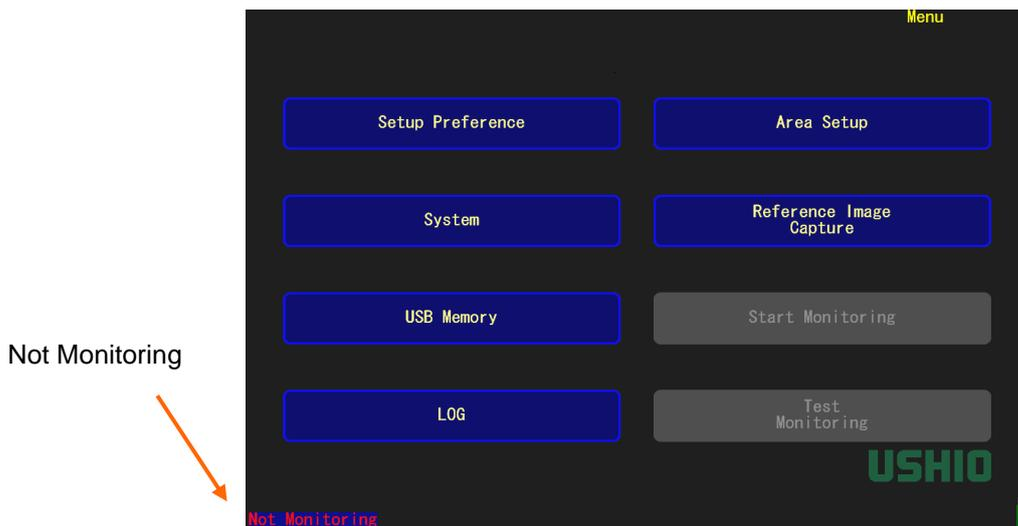 Menu
Setup Preference
Area Setup
System
Reference Image
Capture
USB Memory
Start Monitoring
Not Monitoring
LOG
Test
Monitoring
USHIO
Not Monitoring